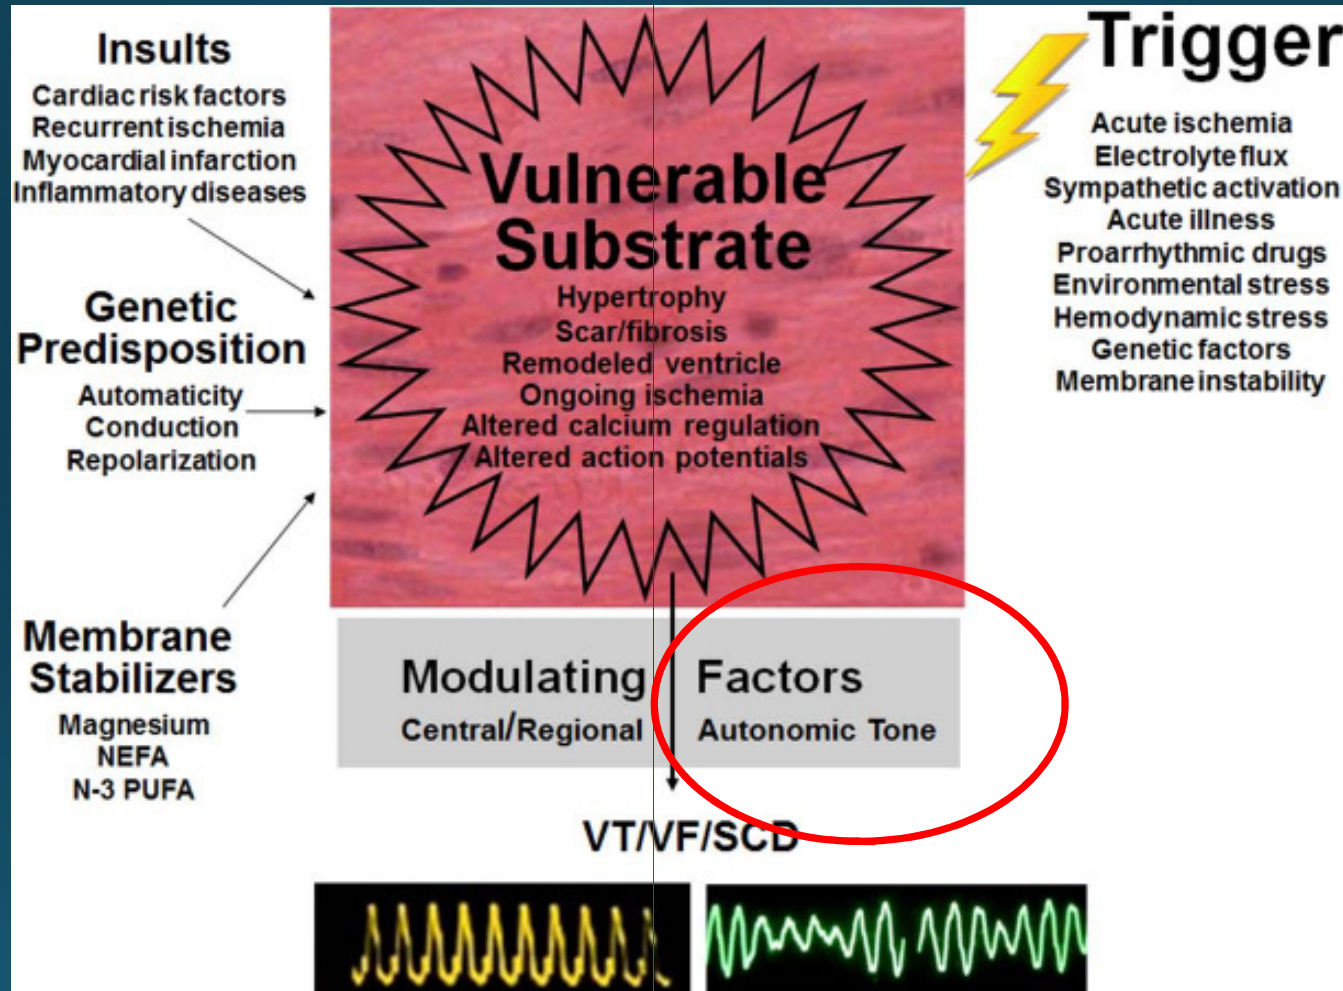 Insults
Cardiac risk factors
Recurrent ischemia
Myocardial infarction
Inflammatory diseases
Genetic
Predisposition
Automaticity
Conduction
Repolarization
Membrane
Stabilizers
Magnesium
NEFA
N-3 PUFA
Vulnerable
Substrate
Hypertrophy
Scar/fibrosis
Remodeled ventricle
Ongoing ischemia
Altered calcium regulation
Altered action potentials
Modulating Factors
Central/Regional Autonomic Tone
VT/VF/SCD
Trigger
Acute ischemia
Electrolyte flux
Sympathetic activation
Acute illness
Proarrhythmic drugs
Environmental stress
Hemodynamic stress
Genetic factors
Membrane instability